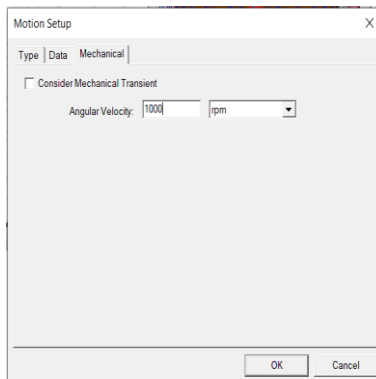 Motion Setup X
Type Data Mechanical
Consider Mechanical Transient
Angular Velocity: 1000 rpm
OK Cancel